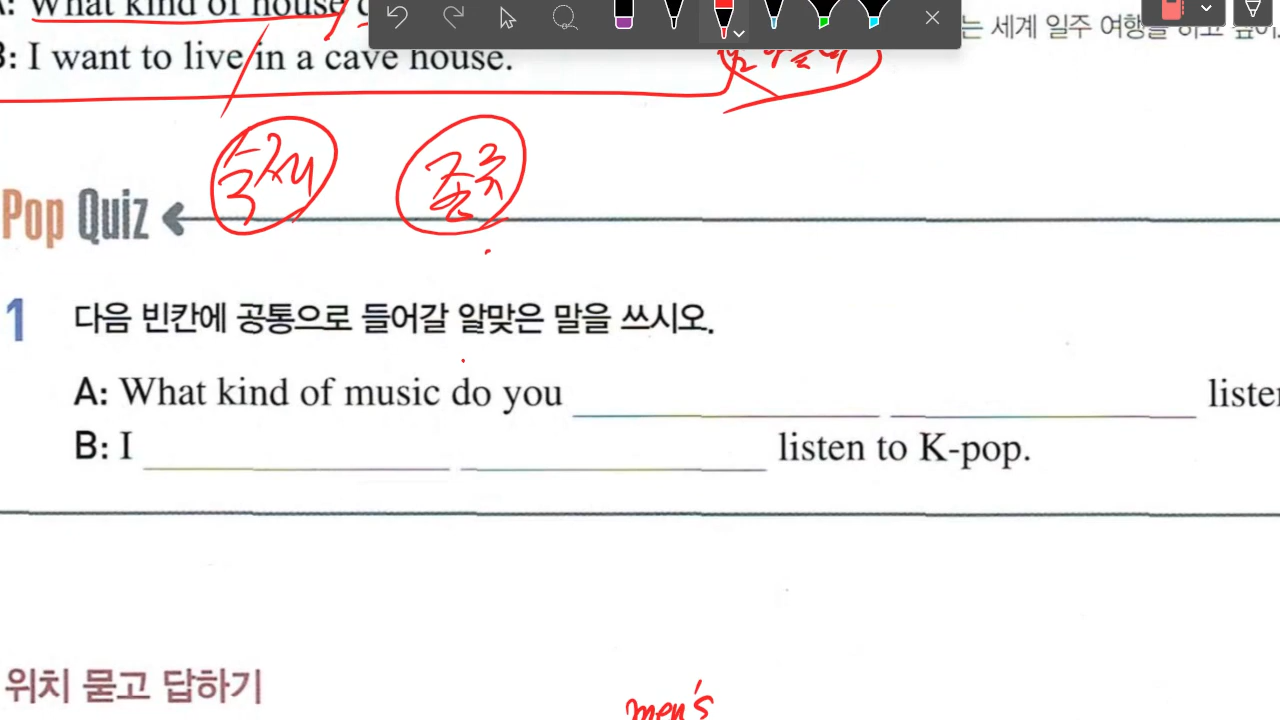 : What kind of house
B: I want to live in a cave house.
는 세계 일주 여행을 하고 싶어.
숙제
Pop Quiz
1 다음 빈칸에 공통으로 들어갈 알맞은 말을 쓰시오.
A: What kind of music do you listen
B: I listen to K-pop.
위치 묻고 답하기
men's